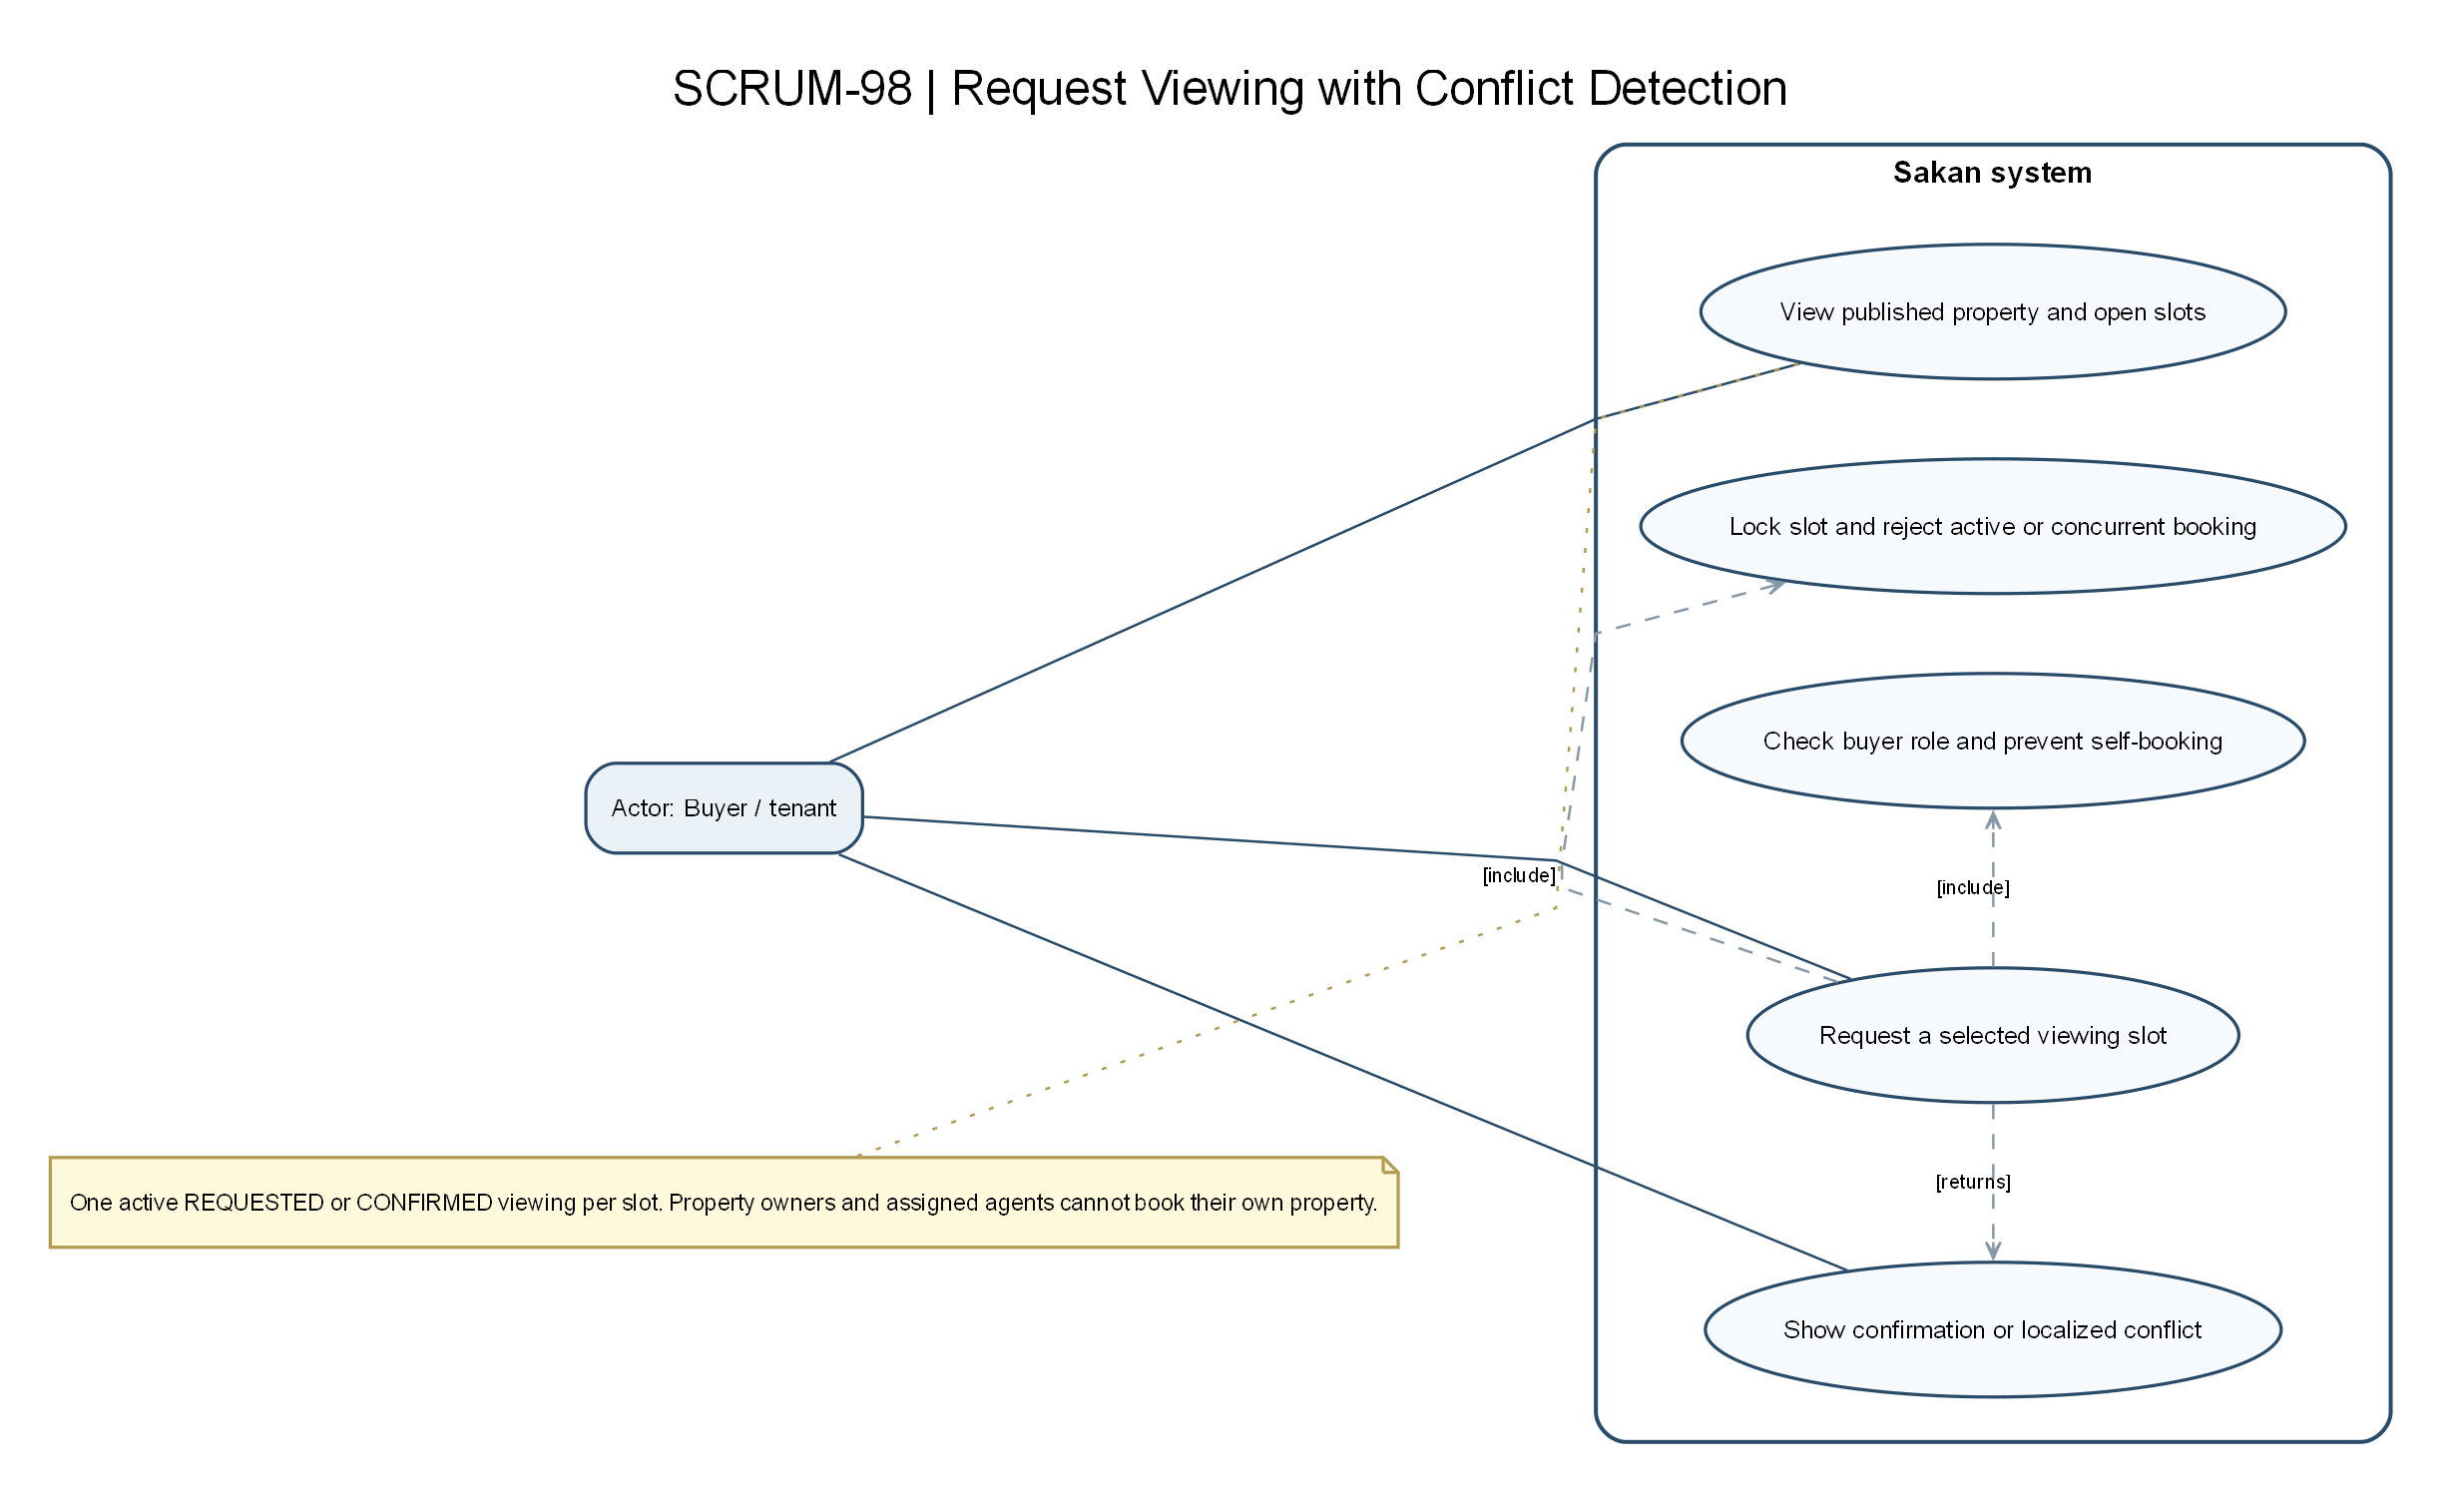 SCRUM-98 | Request Viewing with Conflict Detection
Sakan system
View published property and open slots
Lock slot and reject active or concurrent booking
Check buyer role and prevent self-booking
Actor: Buyer / tenant
[include]
[include]
Request a selected viewing slot
[returns]
One active REQUESTED or CONFIRMED viewing per slot. Property owners and assigned agents cannot book their own property.
Show confirmation or localized conflict